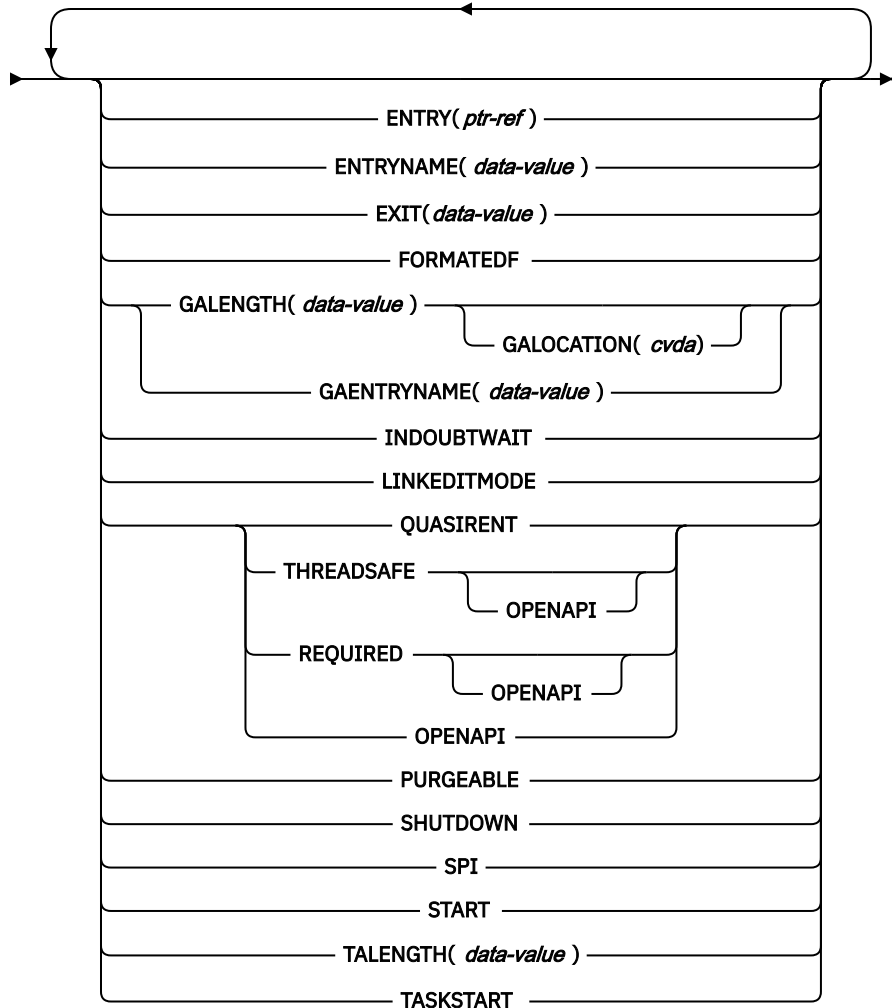 ENTRY( ptr-ref )
ENTRYNAME( data-value )
EXIT( data-value )
FORMATEDF
GALENGTH( data-value )
GALOCATION( cvda)
GAENTRYNAME( data-value )
INDOUBTWAIT
LINKEDITMODE
QUASIRENT
THREADSAFE
OPENAPI
REQUIRED
OPENAPI
OPENAPI
PURGEABLE
SHUTDOWN
SPI
START
TALENGTH( data-value )
TASKSTART